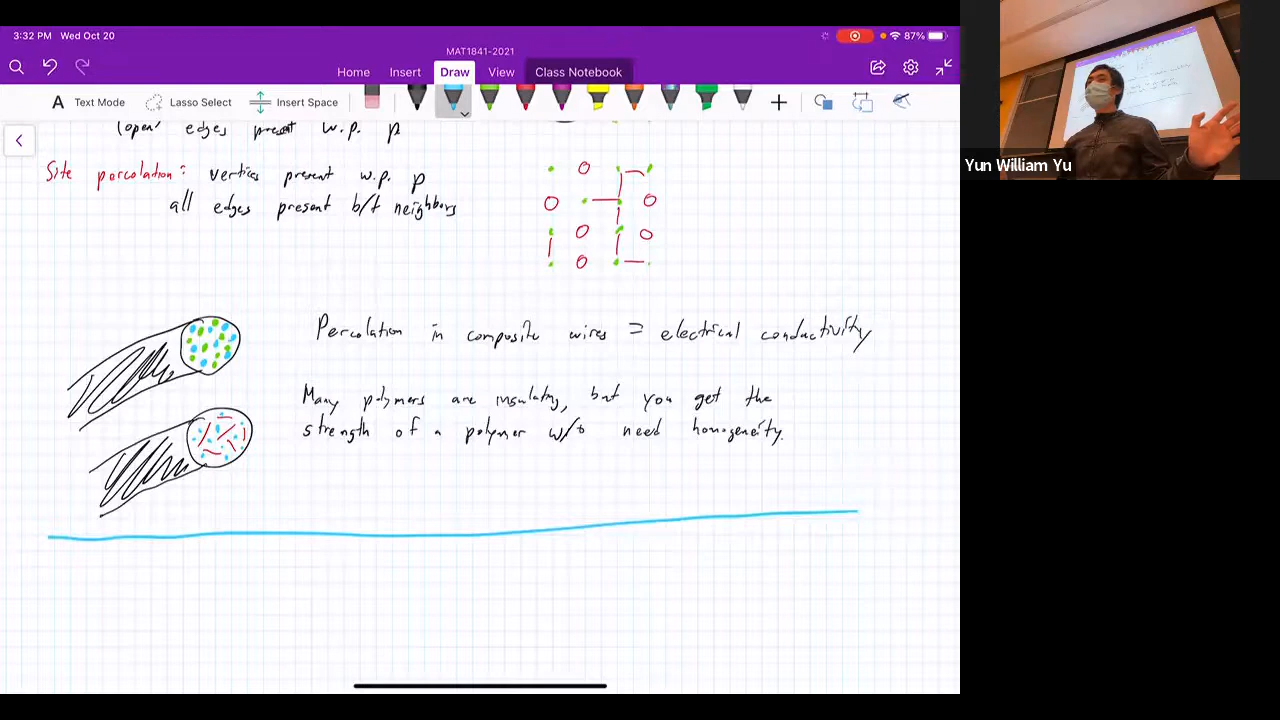 3:32 PM Wed Oct 20
87%
MAT1841-2021
Home Insert Draw View Class Notebook
A Text Mode Lasso Select Insert Space
(open edges present w.p. p
Site percolation: vertices present w.p. p
all edges present b/t neighbors
Percolation in composite wires = electrical conductivity
Many polymers are insulating, but you get the
strength of a polymer w/o need homogeneity.
Yun William Yu